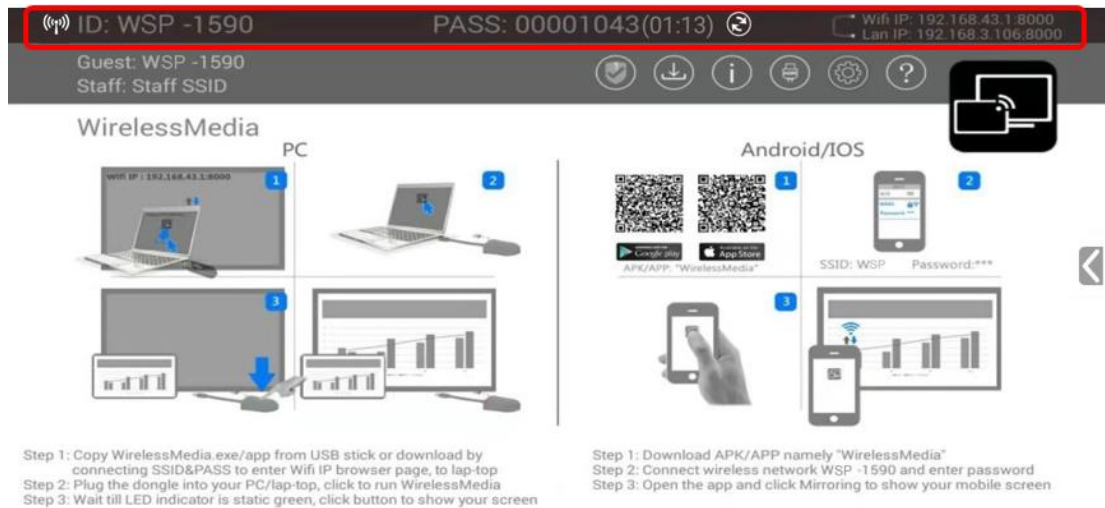 ID: WSP -1590
PASS: 00001043(01:13)
Wifi IP: 192.168.43.1:8000
Lan IP: 192.168.3.106:8000
Guest: WSP -1590
Staff: Staff SSID
WirelessMedia
PC
Wifi IP : 192.168.43.1:8000
1
2
3
Step 1: Copy WirelessMedia.exe/app from USB stick or download by
connecting SSID&PASS to enter Wifi IP browser page, to lap-top
Step 2: Plug the dongle into your PC/lap-top, click to run WirelessMedia
Step 3: Wait till LED indicator is static green, click button to show your screen
Android/IOS
1
Google play
App Store
APK/APP: "WirelessMedia"
2
Password
SSID: WSP Password:***
3
Step 1: Download APK/APP namely "WirelessMedia"
Step 2: Connect wireless network WSP -1590 and enter password
Step 3: Open the app and click Mirroring to show your mobile screen